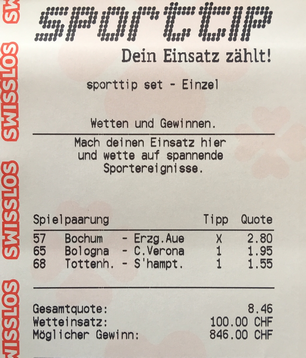 sporttip
Dein Einsatz zählt!
sporttip set - Einzel
Wetten und Gewinnen.
Mach deinen Einsatz hier
und wette auf spannende
Sportereignisse.
Spielpaarung Tipp Quote
57 Bochum - Erzg.Aue X 2.80
65 Bologna - C.Verona 1 1.95
68 Tottenh. - S'hampt. 1 1.55
Gesamtquote: 8.46
Wetteinsatz: 100.00 CHF
Möglicher Gewinn: 846.00 CHF
SWISSLOS
SWISSLOS